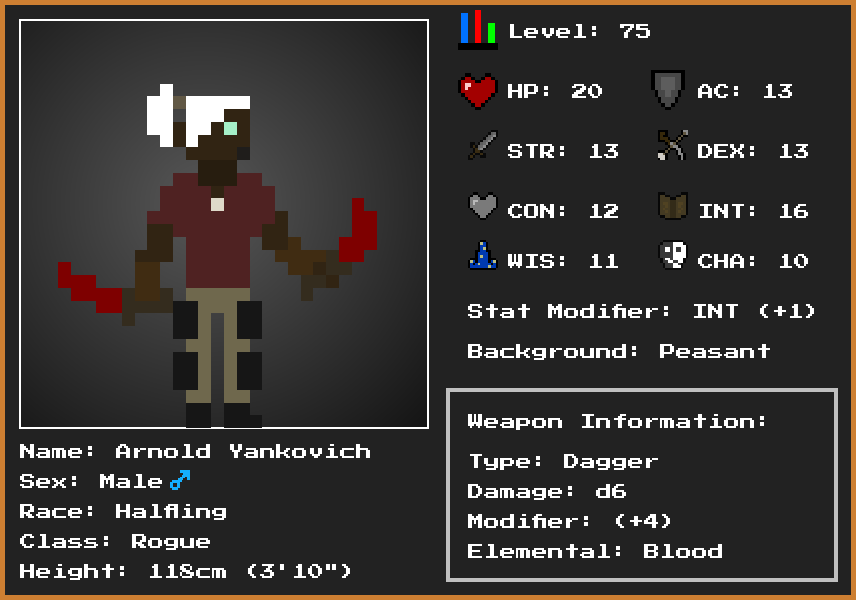 Level: 75
HP: 20 AC: 13
STR: 13 DEX: 13
CON: 12 INT: 16
WIS: 11 CHA: 10
Stat Modifier: INT (+1)
Background: Peasant
Name: Arnold Yankovich
Sex: Male♂
Race: Halfling
Class: Rogue
Height: 118cm (3'10")
Weapon Information:
Type: Dagger
Damage: d6
Modifier: (+4)
Elemental: Blood